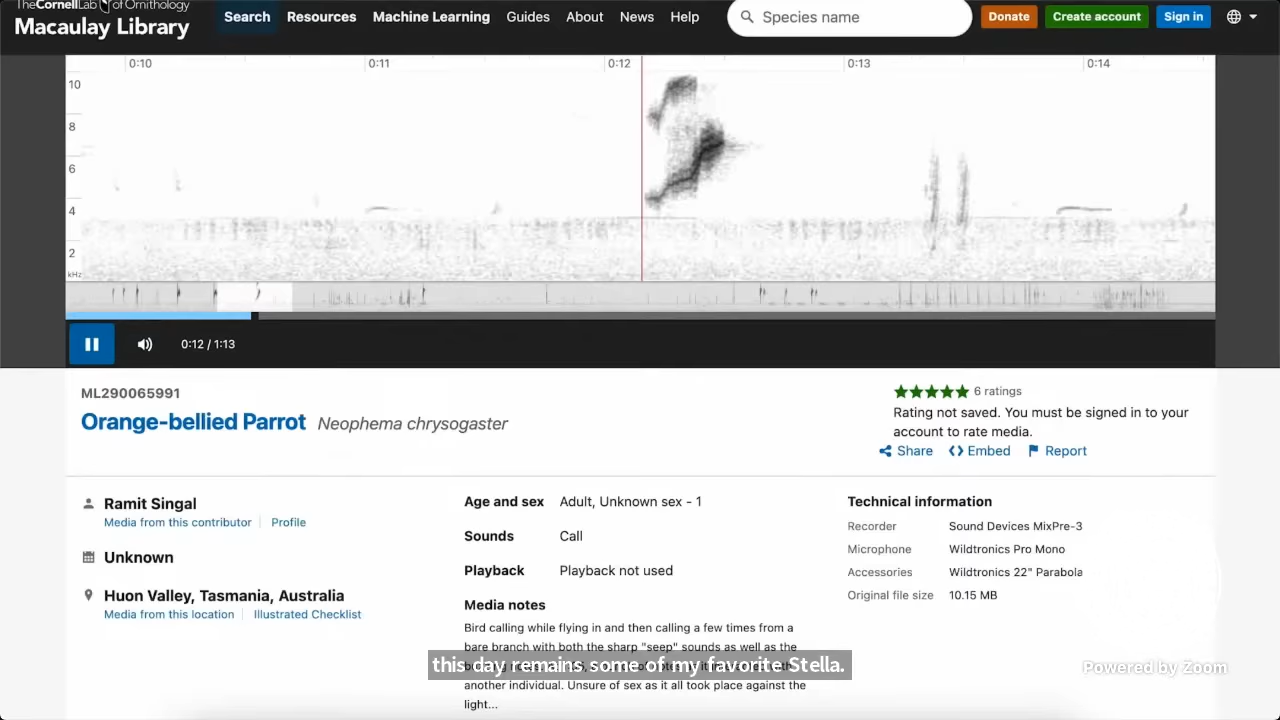 TheCornellLab of Ornithology
Macaulay Library
Search Resources Machine Learning Guides About News Help
Species name
Donate Create account Sign in
0:10 0:11 0:12 0:13 0:14
10
8
6
4
2
kHz
0:12 / 1:13
ML290065991
Orange-bellied Parrot Neophema chrysogaster
6 ratings
Rating not saved. You must be signed in to your
account to rate media.
Share Embed Report
Ramit Singal
Media from this contributor Profile
Unknown
Huon Valley, Tasmania, Australia
Media from this location Illustrated Checklist
Age and sex Adult, Unknown sex - 1
Sounds Call
Playback Playback not used
Media notes
Bird calling while flying in and then calling a few times from a
bare branch with both the sharp "seep" sounds as well as the
another individual. Unsure of sex as it all took place against the
light...
Technical information
Recorder Sound Devices MixPre-3
Microphone Wildtronics Pro Mono
Accessories Wildtronics 22" Parabola
Original file size 10.15 MB
this day remains some of my favorite Stella.
Powered by Zoom